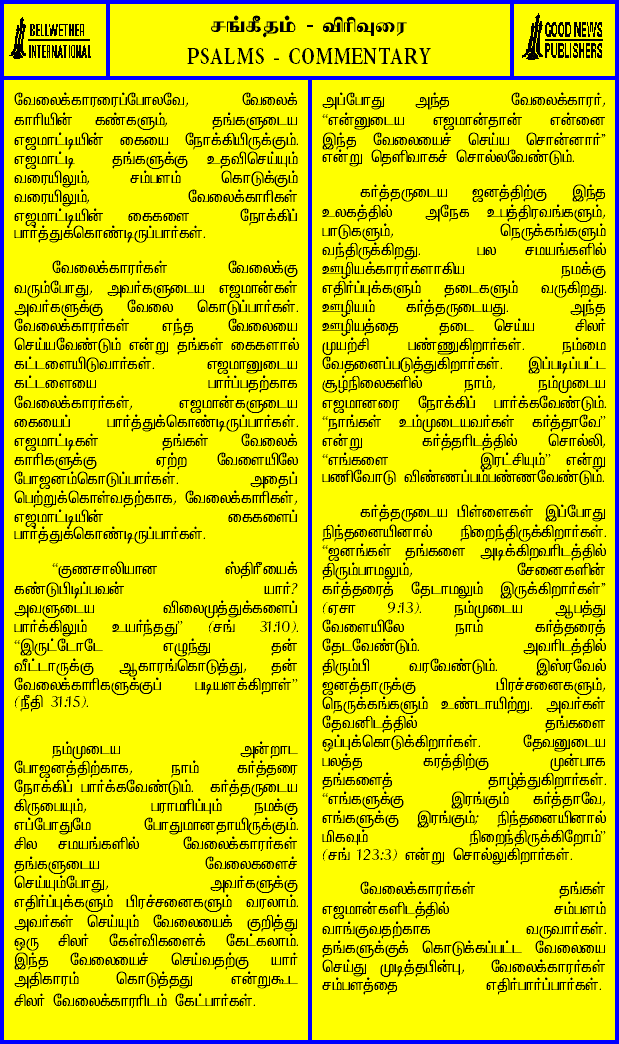 BELLWETHER
INTERNATIONAL
சங்கீதம் - விரிவுரை
PSALMS - COMMENTARY
GOOD NEWS
PUBLISHERS
வேலைக்காரரைப்போலவே, வேலைக்
காரியின் கண்களும், தங்களுடைய
எஜமாட்டியின் கையை நோக்கியிருக்கும்.
எஜமாட்டி தங்களுக்கு உதவிசெய்யும்
வரையிலும், சம்பளம் கொடுக்கும்
வரையிலும், வேலைக்காரிகள்
எஜமாட்டியின் கைகளை நோக்கிப்
பார்த்துக்கொண்டிருப்பார்கள்.
வேலைக்காரர்கள் வேலைக்கு
வரும்போது, அவர்களுடைய எஜமான்கள்
அவர்களுக்கு வேலை கொடுப்பார்கள்.
வேலைக்காரர்கள் எந்த வேலையை
செய்யவேண்டும் என்று தங்கள் கைகளால்
கட்டளையிடுவார்கள். எஜமானுடைய
கட்டளையை பார்ப்பதற்காக
வேலைக்காரர்கள், எஜமான்களுடைய
கையைப் பார்த்துக்கொண்டிருப்பார்கள்.
எஜமாட்டிகள் தங்கள் வேலைக்
காரிகளுக்கு ஏற்ற வேளையிலே
போஜனம்கொடுப்பார்கள். அதைப்
பெற்றுக்கொள்வதற்காக, வேலைக்காரிகள்,
எஜமாட்டியின் கைகளைப்
பார்த்துக்கொண்டிருப்பார்கள்.
“குணசாலியான ஸ்திரீயைக்
கண்டுபிடிப்பவன் யார்?
அவளுடைய விலைமுத்துக்களைப்
பார்க்கிலும் உயர்ந்தது” (சங் 31:10).
“இருட்டோடே எழுந்து தன்
வீட்டாருக்கு ஆகாரங்கொடுத்து, தன்
வேலைக்காரிகளுக்குப் படியளக்கிறாள்”
(நீதி 31:15).
நம்முடைய அன்றாட
போஜனத்திற்காக, நாம் கர்த்தரை
நோக்கிப் பார்க்கவேண்டும். கர்த்தருடைய
கிருபையும், பராமரிப்பும் நமக்கு
எப்போதுமே போதுமானதாயிருக்கும்.
சில சமயங்களில் வேலைக்காரர்கள்
தங்களுடைய வேலைகளைச்
செய்யும்போது, அவர்களுக்கு
எதிர்ப்புக்களும் பிரச்சனைகளும் வரலாம்.
அவர்கள் செய்யும் வேலையைக் குறித்து
ஒரு சிலர் கேள்விகளைக் கேட்கலாம்.
இந்த வேலையைச் செய்வதற்கு யார்
அதிகாரம் கொடுத்தது என்றுகூட
சிலர் வேலைக்காரரிடம் கேட்பார்கள்.
அப்போது அந்த வேலைக்காரர்,
“என்னுடைய எஜமான்தான் என்னை
இந்த வேலையைச் செய்ய சொன்னார்”
என்று தெளிவாகச் சொல்லவேண்டும்.
கர்த்தருடைய ஜனத்திற்கு இந்த
உலகத்தில் அநேக உபத்திரவங்களும்,
பாடுகளும், நெருக்கங்களும்
வந்திருக்கிறது. பல சமயங்களில்
ஊழியக்காரர்களாகிய நமக்கு
எதிர்ப்புக்களும் தடைகளும் வருகிறது.
ஊழியம் கர்த்தருடையது. அந்த
ஊழியத்தை தடை செய்ய சிலர்
முயற்சி பண்ணுகிறார்கள். நம்மை
வேதனைப்படுத்துகிறார்கள். இப்படிப்பட்ட
சூழ்நிலைகளில் நாம், நம்முடைய
எஜமானரை நோக்கிப் பார்க்கவேண்டும்.
“நாங்கள் உம்முடையவர்கள் கர்த்தாவே”
என்று கர்த்தரிடத்தில் சொல்லி,
“எங்களை இரட்சியும்” என்று
பணிவோடு விண்ணப்பம்பண்ணவேண்டும்.
கர்த்தருடைய பிள்ளைகள் இப்போது
நிந்தனையினால் நிறைந்திருக்கிறார்கள்.
“ஜனங்கள் தங்களை அடிக்கிறவரிடத்தில்
திரும்பாமலும், சேனைகளின்
கர்த்தரைத் தேடாமலும் இருக்கிறார்கள்”
(ஏசா 9:13). நம்முடைய ஆபத்து
வேளையிலே நாம் கர்த்தரைத்
தேடவேண்டும். அவரிடத்தில்
திரும்பி வரவேண்டும். இஸ்ரவேல்
ஜனத்தாருக்கு பிரச்சனைகளும்,
நெருக்கங்களும் உண்டாயிற்று. அவர்கள்
தேவனிடத்தில் தங்களை
ஒப்புக்கொடுக்கிறார்கள். தேவனுடைய
பலத்த கரத்திற்கு முன்பாக
தங்களைத் தாழ்த்துகிறார்கள்.
“எங்களுக்கு இரங்கும் கர்த்தாவே,
எங்களுக்கு இரங்கும்; நிந்தனையினால்
மிகவும் நிறைந்திருக்கிறோம்”
(சங் 123:3) என்று சொல்லுகிறார்கள்.
வேலைக்காரர்கள் தங்கள்
எஜமான்களிடத்தில் சம்பளம்
வாங்குவதற்காக வருவார்கள்.
தங்களுக்குக் கொடுக்கப்பட்ட வேலையை
செய்து முடித்தபின்பு, வேலைக்காரர்கள்
சம்பளத்தை எதிர்பார்ப்பார்கள்.